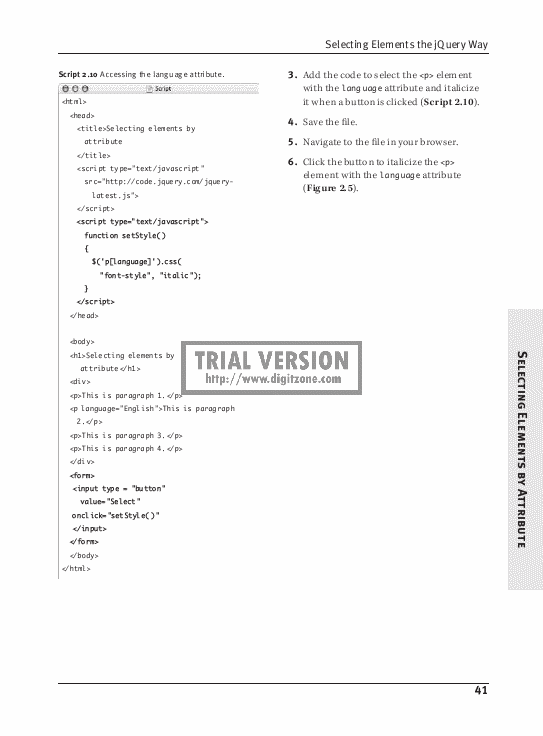 Selecting Elements the jQuery Way
Script 2.10 Accessing the language attribute.
Script
<html>
<head>
<title>Selecting elements by
attribute
</title>
<script type="text/javascript"
src="http://code.jquery.com/jquery-
latest.js">
</script>
<script type="text/javascript">
function setStyle()
{
$('p[language]').css(
"font-style", "italic");
}
</script>
</head>
<body>
<h1>Selecting elements by
attribute</h1>
<div>
<p>This is paragraph 1.</p>
<p language="English">This is paragraph
2.</p>
<p>This is paragraph 3.</p>
<p>This is paragraph 4.</p>
</div>
<form>
<input type = "button"
value="Select"
onclick="setStyle()"
</input>
</form>
</body>
</html>
3. Add the code to select the <p> element
with the language attribute and italicize
it when a button is clicked (Script 2.10).
4. Save the file.
5. Navigate to the file in your browser.
6. Click the button to italicize the <p>
element with the language attribute
(Figure 2.5).
TRIAL VERSION
http://www.digitzone.com
Selecting Elements by Attribute
41